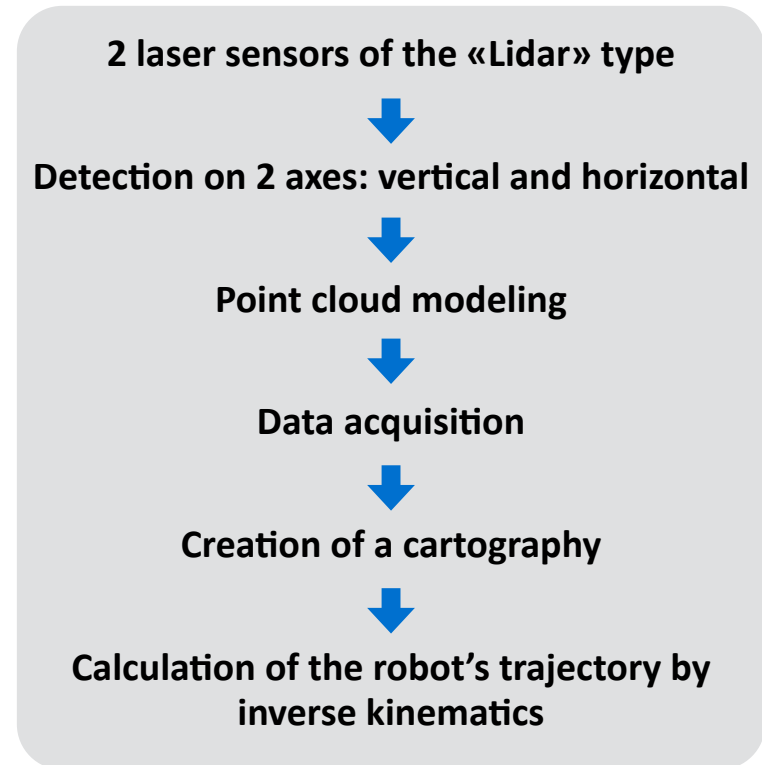 2 laser sensors of the «Lidar» type
Detection on 2 axes: vertical and horizontal
Point cloud modeling
Data acquisition
Creation of a cartography
Calculation of the robot’s trajectory by
inverse kinematics